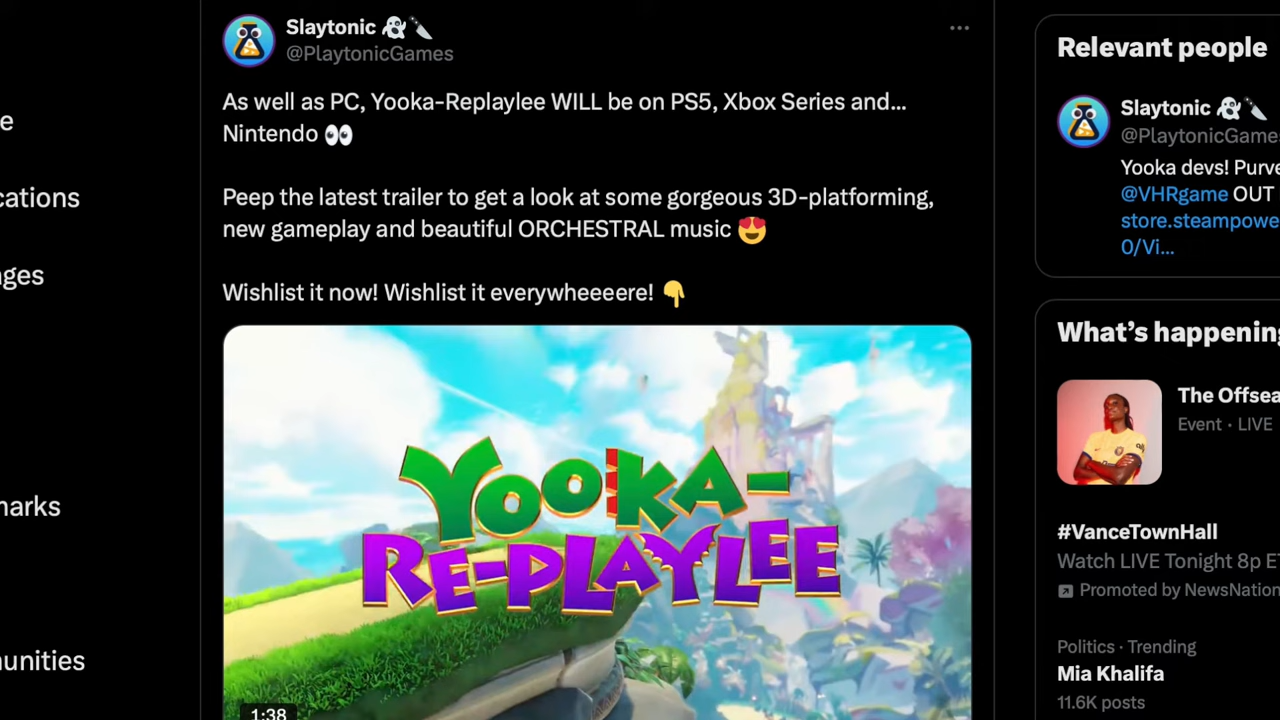 Slaytonic 👻🔪
@PlaytonicGames
As well as PC, Yooka-Replaylee WILL be on PS5, Xbox Series and...
Nintendo 👀
Peep the latest trailer to get a look at some gorgeous 3D-platforming,
new gameplay and beautiful ORCHESTRAL music 😍
Wishlist it now! Wishlist it everywheeeere! 👇
YOOKA-
RE-PLAYLEE
1:38
e
cations
ges
marks
unities
Relevant people
Slaytonic 👻🔪
@PlaytonicGame
Yooka devs! Purve
@VHRgame OUT
store.steampowe
0/Vi...
What's happening
The Offsea
Event · LIVE
#VanceTownHall
Watch LIVE Tonight 8p E
Promoted by NewsNation
Politics · Trending
Mia Khalifa
11.6K posts